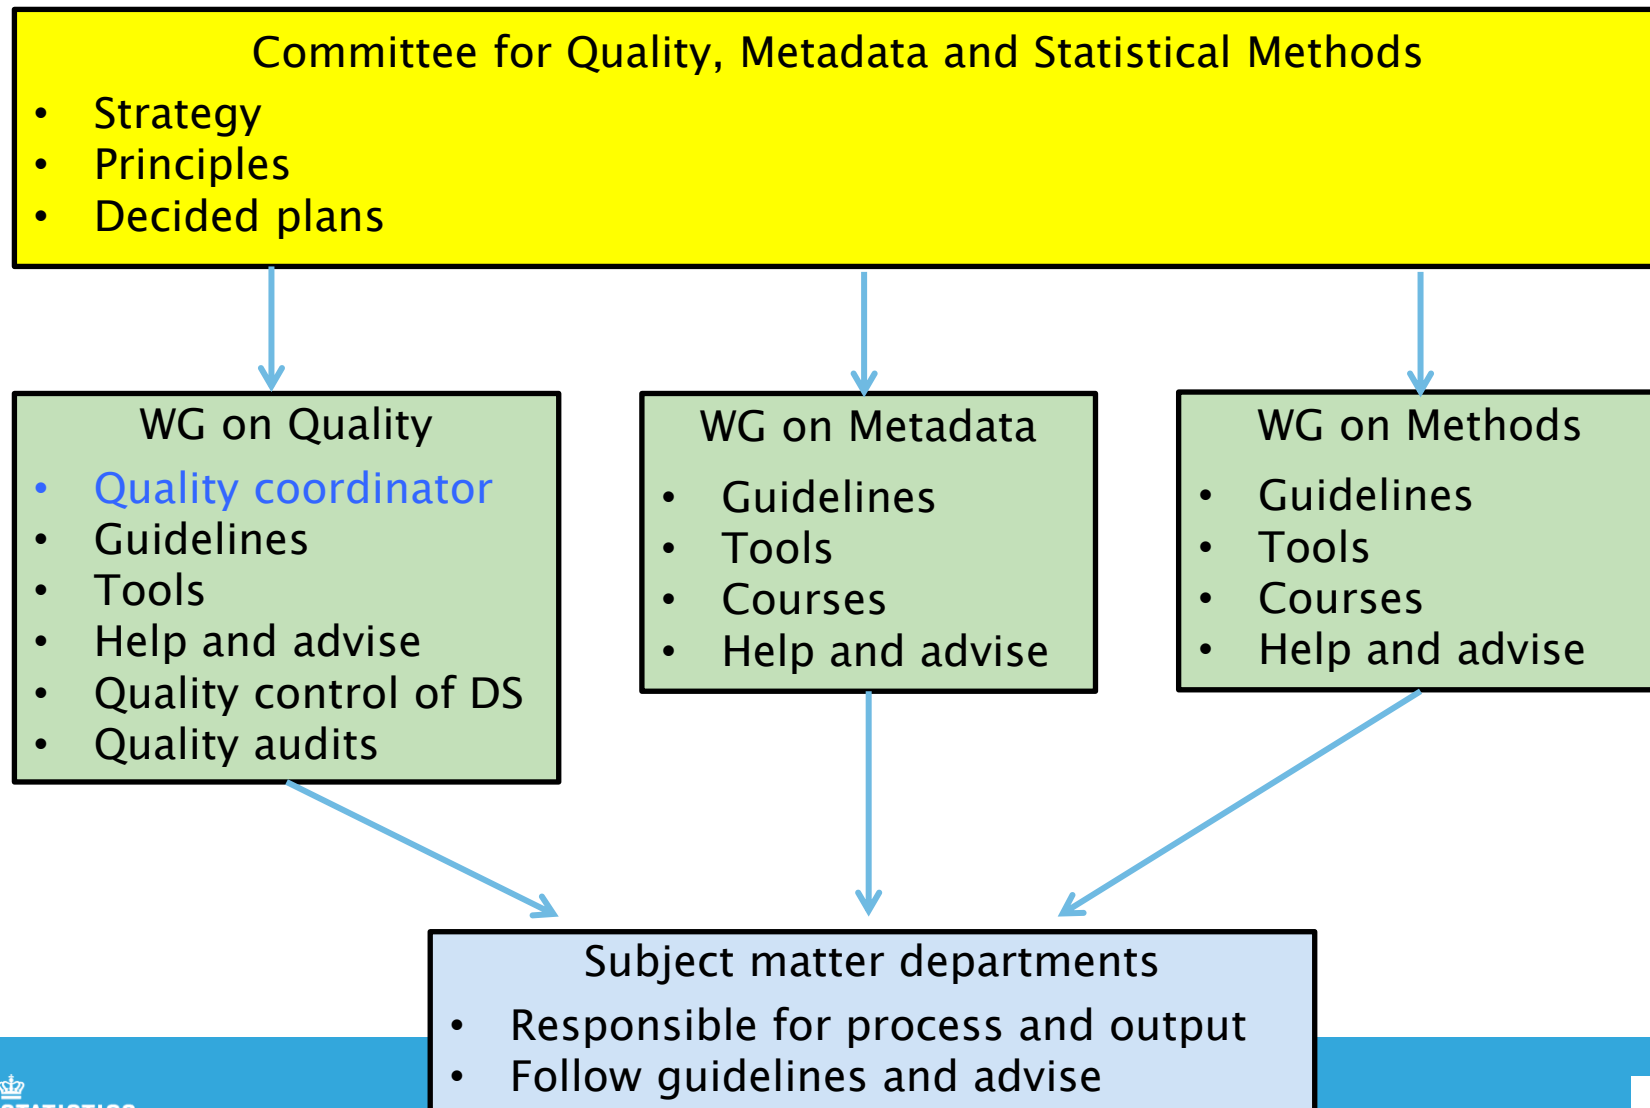 Committee for Quality, Metadata and Statistical Methods
• Strategy
• Principles
• Decided plans
WG on Quality
• Quality coordinator
• Guidelines
• Tools
• Help and advise
• Quality control of DS
• Quality audits
WG on Metadata
• Guidelines
• Tools
• Courses
• Help and advise
WG on Methods
• Guidelines
• Tools
• Courses
• Help and advise
Subject matter departments
• Responsible for process and output
• Follow guidelines and advise
STATISTICS